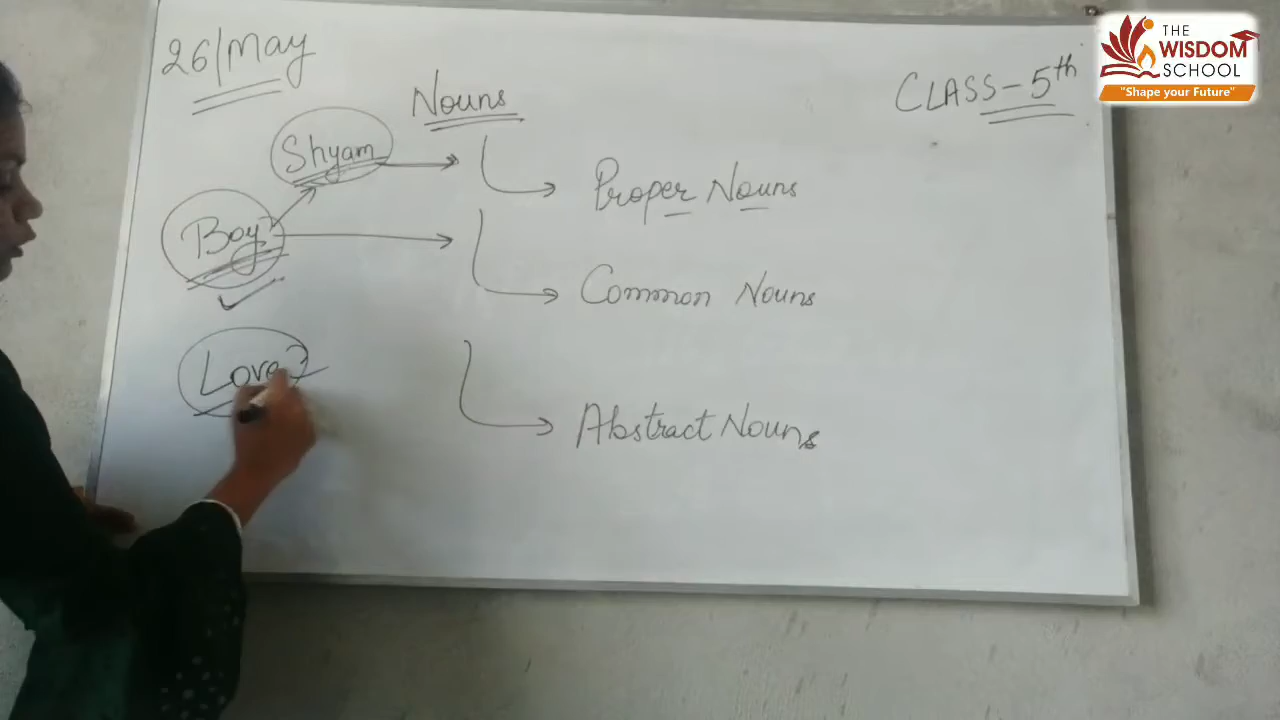 26/May
Nouns
CLASS-5th
Shyam
Proper Nouns
Boy
Common Nouns
Love
Abstract Nouns
THE
WISDOM
SCHOOL
"Shape your Future"